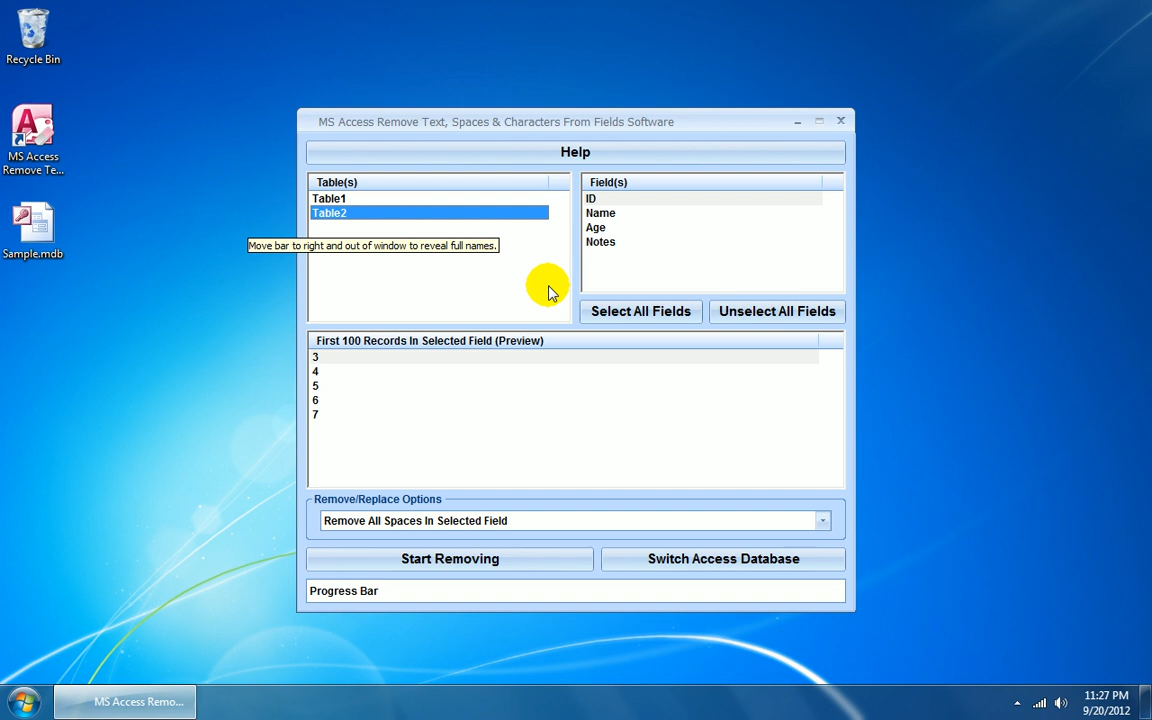 Recycle Bin
MS Access
Remove Te...
Sample.mdb
MS Access Remove Text, Spaces & Characters From Fields Software
Help
Table(s)
Table1
Table2
Move bar to right and out of window to reveal full names.
Field(s)
ID
Name
Age
Notes
Select All Fields
Unselect All Fields
First 100 Records In Selected Field (Preview)
3
4
5
6
7
Remove/Replace Options
Remove All Spaces In Selected Field
Start Removing
Switch Access Database
Progress Bar
MS Access Remo...
11:27 PM
9/20/2012